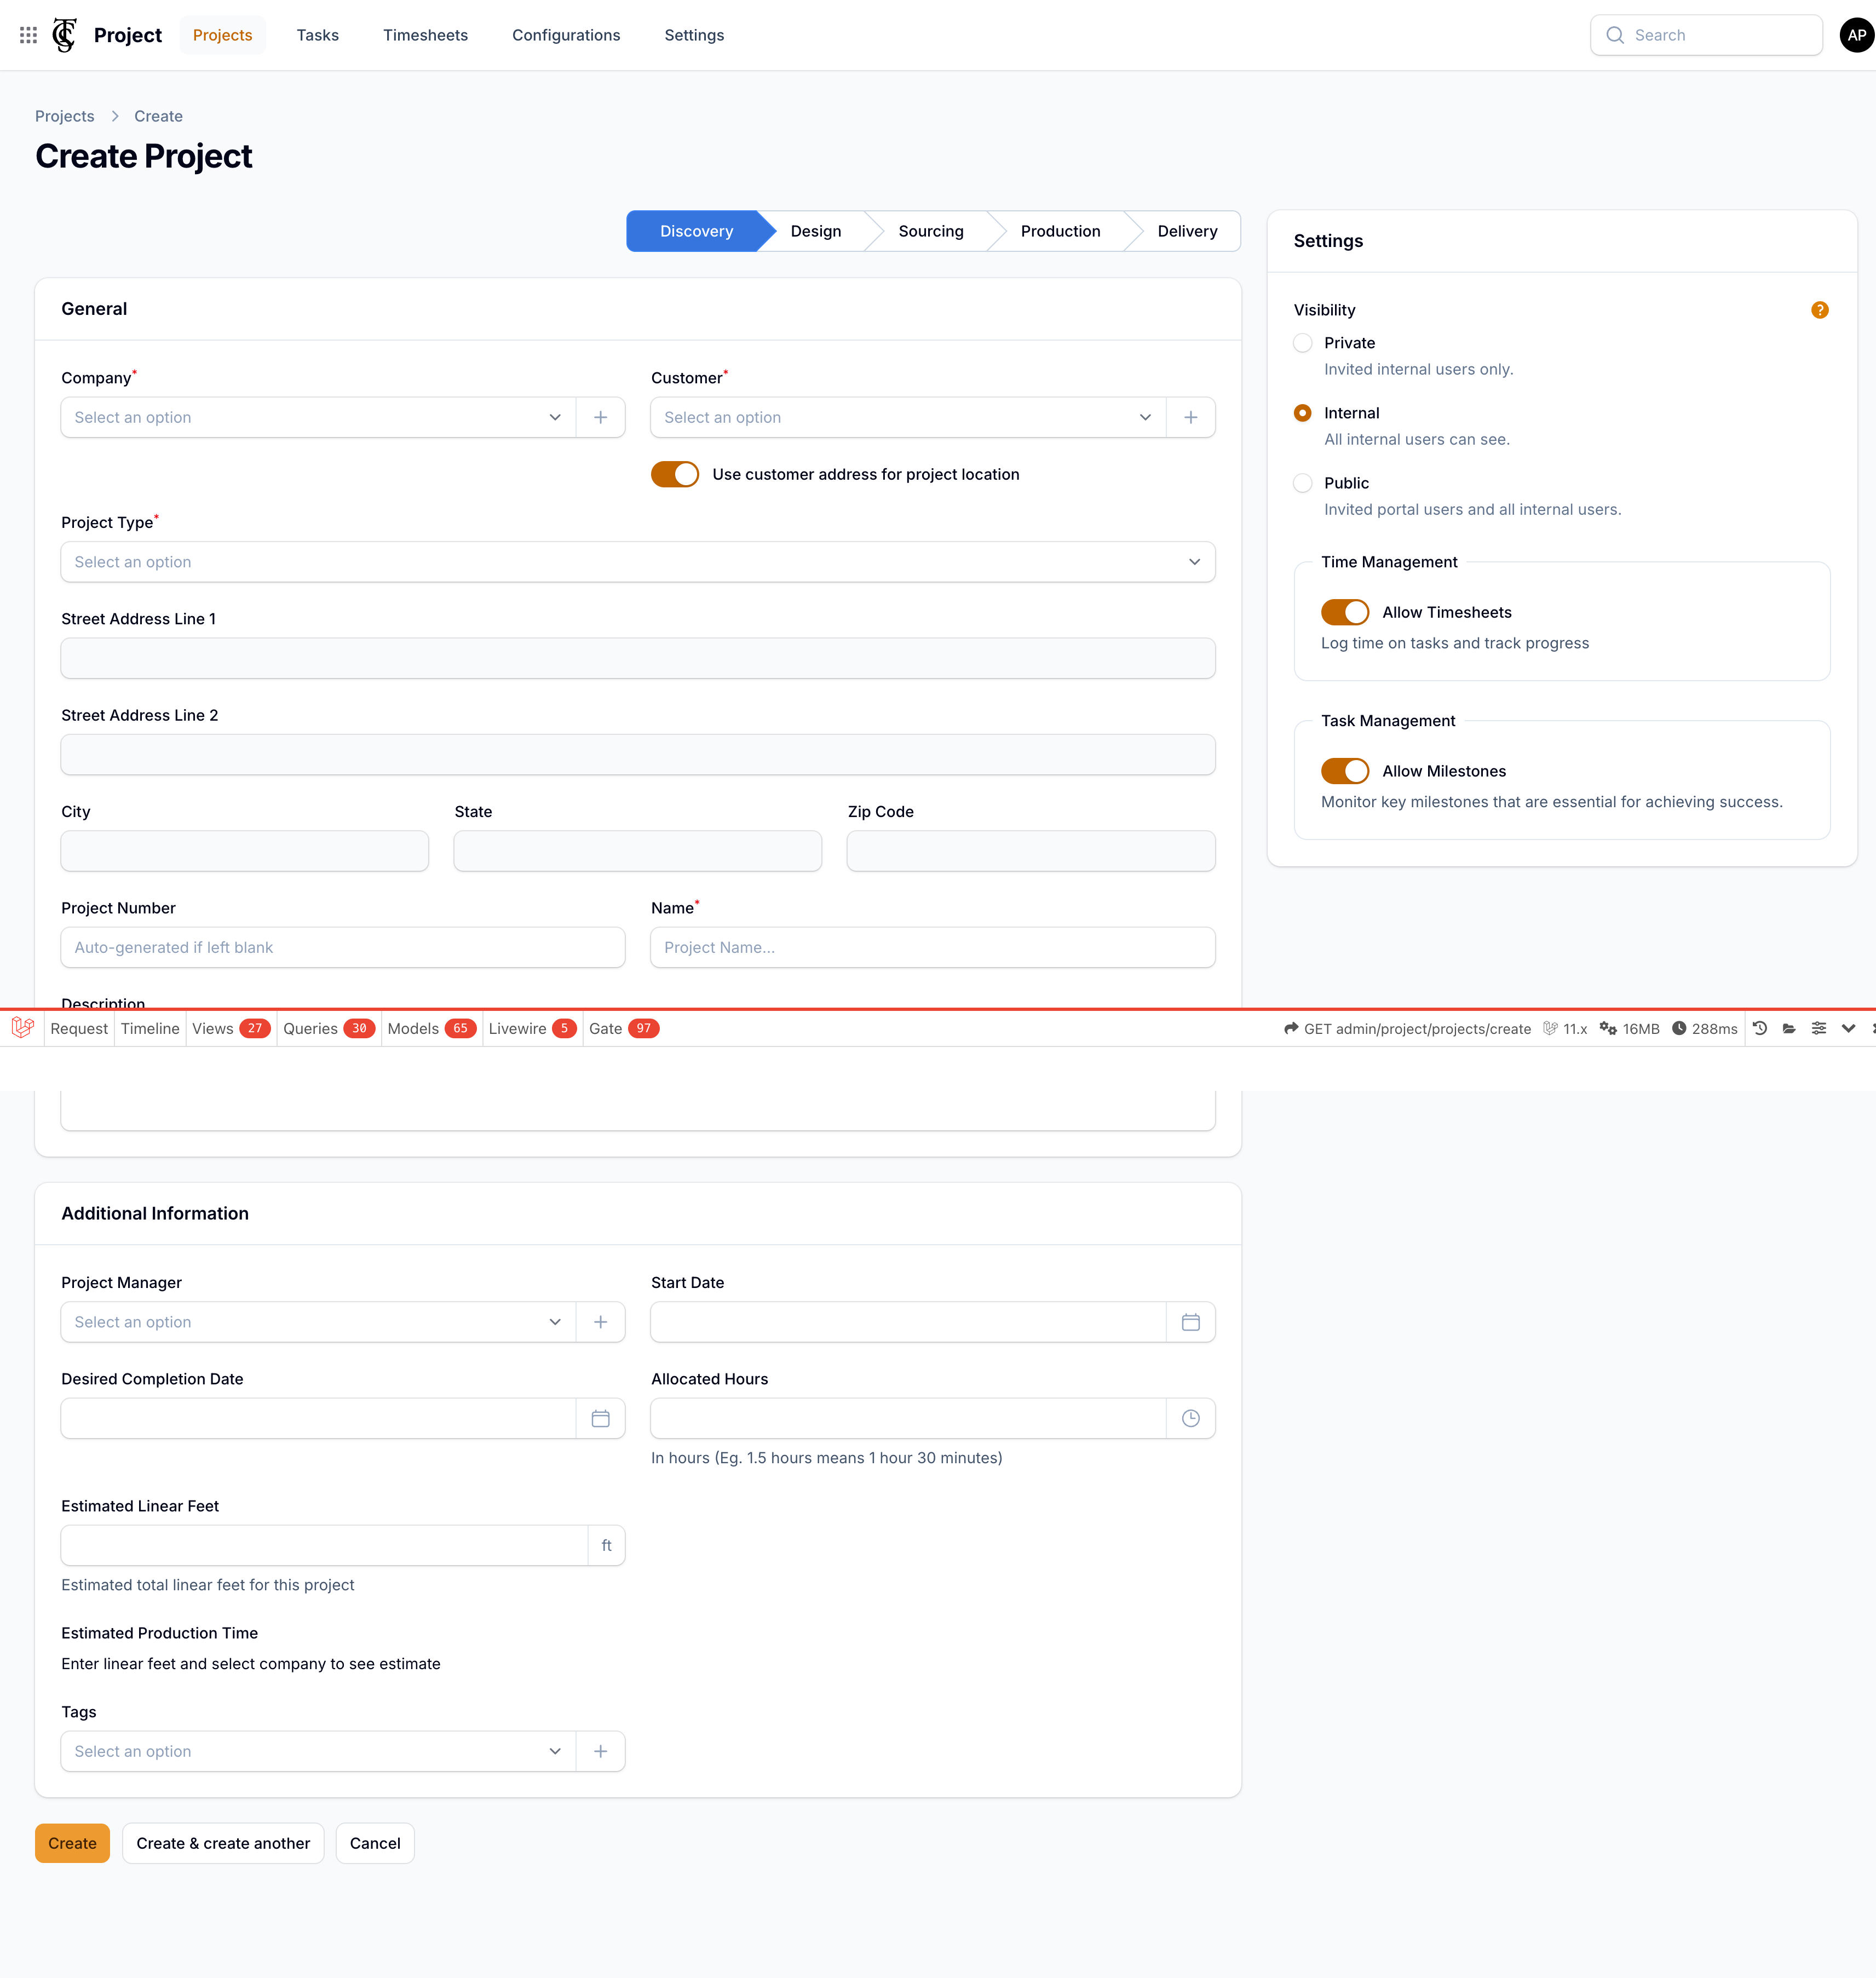 Project Projects Tasks Timesheets Configurations Settings Search AP
Projects Create
Create Project
Discovery Design Sourcing Production Delivery
General
Company* Customer*
Select an option Select an option
Use customer address for project location
Project Type*
Select an option
Street Address Line 1
Street Address Line 2
City State Zip Code
Project Number Name*
Auto-generated if left blank Project Name...
Description
Settings
Visibility ?
Private
Invited internal users only.
Internal
All internal users can see.
Public
Invited portal users and all internal users.
Time Management
Allow Timesheets
Log time on tasks and track progress
Task Management
Allow Milestones
Monitor key milestones that are essential for achieving success.
Request Timeline Views 27 Queries 30 Models 65 Livewire 5 Gate 97 GET admin/project/projects/create 11.x 16MB 288ms
Additional Information
Project Manager Start Date
Select an option
Desired Completion Date Allocated Hours
In hours (Eg. 1.5 hours means 1 hour 30 minutes)
Estimated Linear Feet
ft
Estimated total linear feet for this project
Estimated Production Time
Enter linear feet and select company to see estimate
Tags
Select an option
Create Create & create another Cancel